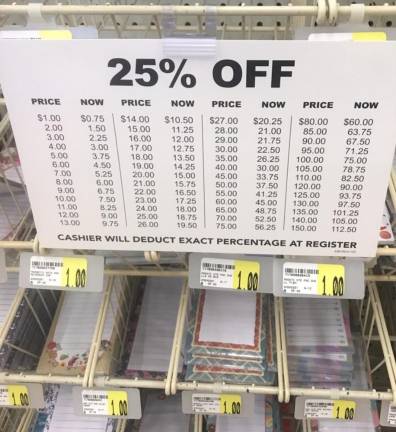 25% OFF
PRICE NOW PRICE NOW PRICE NOW PRICE NOW
$1.00 $0.75 $14.00 $10.50 $27.00 $20.25 $80.00 $60.00
2.00 1.50 15.00 11.25 28.00 21.00 85.00 63.75
3.00 2.25 16.00 12.00 29.00 21.75 90.00 67.50
4.00 3.00 17.00 12.75 30.00 22.50 95.00 71.25
5.00 3.75 18.00 13.50 35.00 26.25 100.00 75.00
6.00 4.50 19.00 14.25 40.00 30.00 105.00 78.75
7.00 5.25 20.00 15.00 45.00 33.75 110.00 82.50
8.00 6.00 21.00 15.75 50.00 37.50 120.00 90.00
9.00 6.75 22.00 16.50 55.00 41.25 125.00 93.75
10.00 7.50 23.00 17.25 60.00 45.00 130.00 97.50
11.00 8.25 24.00 18.00 65.00 48.75 135.00 101.25
12.00 9.00 25.00 18.75 70.00 52.50 140.00 105.00
13.00 9.75 26.00 19.50 75.00 56.25 150.00 112.50
CASHIER WILL DEDUCT EXACT PERCENTAGE AT REGISTER
1.00
1.00
1.00
1.00
1.00
1.00
1.00